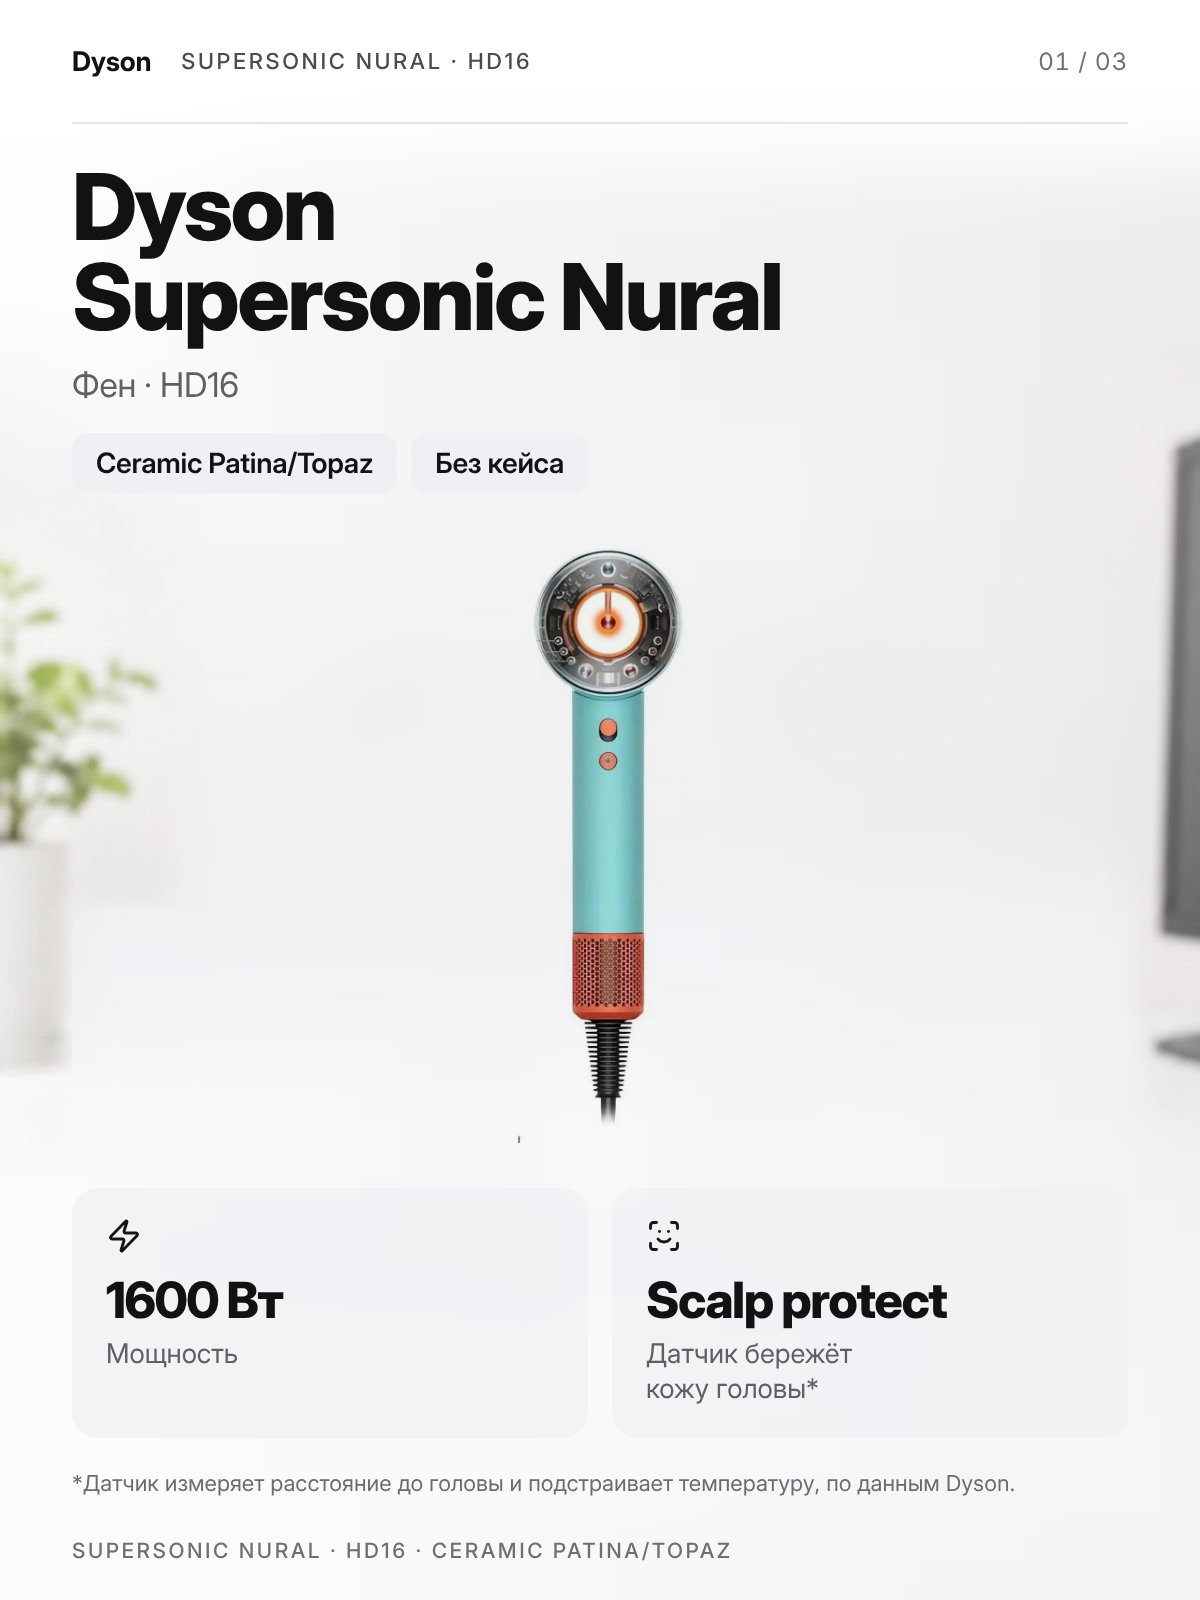 Dyson SUPERSONIC NURAL · HD16 01 / 03
Dyson
Supersonic Nural
Фен · HD16
Ceramic Patina/Topaz Без кейса
1600 Вт
Мощность
Scalp protect
Датчик бережёт
кожу головы*
*Датчик измеряет расстояние до головы и подстраивает температуру, по данным Dyson.
SUPERSONIC NURAL · HD16 · CERAMIC PATINA/TOPAZ